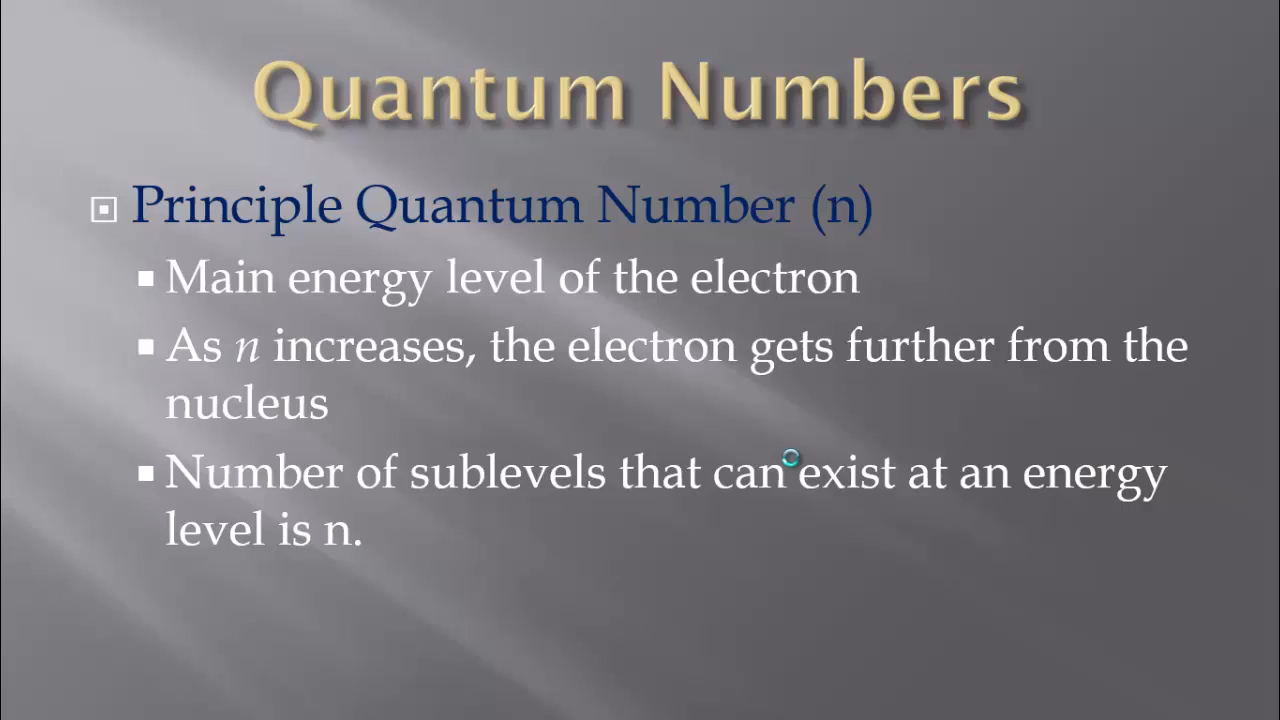 Quantum Numbers
Principle Quantum Number (n)
Main energy level of the electron
As n increases, the electron gets further from the
nucleus
Number of sublevels that can exist at an energy
level is n.